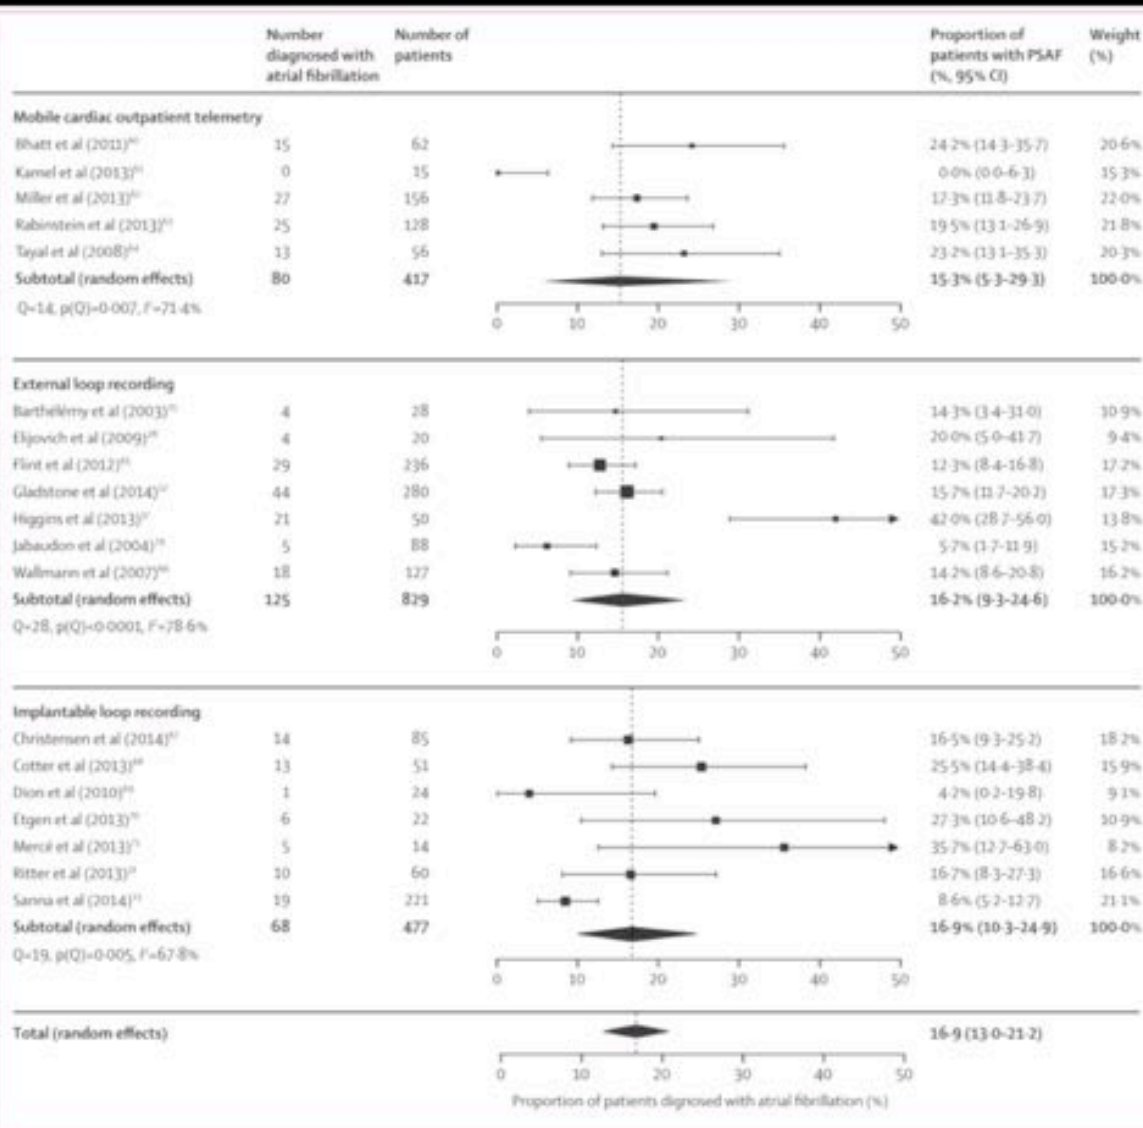 Number diagnosed with atrial fibrillation Number of patients Proportion of patients with PSAF (%, 95% CI) Weight (%)
Mobile cardiac outpatient telemetry
Bhatt et al (2011) 15 62 24·2% (14·3–35·7) 20·6%
Kamel et al (2013) 0 15 0·0% (0·0–6·3) 15·3%
Miller et al (2013) 27 156 17·3% (11·8–23·7) 22·0%
Rabinstein et al (2013) 25 128 19·5% (13·1–26·9) 21·8%
Tayal et al (2008) 13 56 23·2% (13·1–35·3) 20·3%
Subtotal (random effects) 80 417 15·3% (5·3–29·3) 100·0%
Q=14, p(Q)=0·007, I²=71·4%
0 10 20 30 40 50
External loop recording
Barthélémy et al (2003) 4 28 14·3% (3·4–31·0) 10·9%
Elijovich et al (2009) 4 20 20·0% (5·0–41·7) 9·4%
Flint et al (2012) 29 236 12·3% (8·4–16·8) 17·2%
Gladstone et al (2014) 44 280 15·7% (11·7–20·2) 17·3%
Higgins et al (2013) 21 50 42·0% (28·7–56·0) 13·8%
Jabaudon et al (2004) 5 88 5·7% (1·7–11·9) 15·2%
Wallmann et al (2007) 18 127 14·2% (8·6–20·8) 16·2%
Subtotal (random effects) 125 829 16·2% (9·3–24·6) 100·0%
Q=28, p(Q)<0·0001, I²=78·6%
0 10 20 30 40 50
Implantable loop recording
Christensen et al (2014) 14 85 16·5% (9·3–25·2) 18·2%
Cotter et al (2013) 13 51 25·5% (14·4–38·4) 15·9%
Dion et al (2010) 1 24 4·2% (0·2–19·8) 9·1%
Etgen et al (2013) 6 22 27·3% (10·6–48·2) 10·9%
Mercé et al (2013) 5 14 35·7% (12·7–63·0) 8·2%
Ritter et al (2013) 10 60 16·7% (8·3–27·3) 16·6%
Sanna et al (2014) 19 221 8·6% (5·2–12·7) 21·1%
Subtotal (random effects) 68 477 16·9% (10·3–24·9) 100·0%
Q=19, p(Q)=0·005, I²=67·8%
0 10 20 30 40 50
Total (random effects) 16·9 (13·0–21·2)
0 10 20 30 40 50
Proportion of patients dignosed with atrial fibrillation (%)